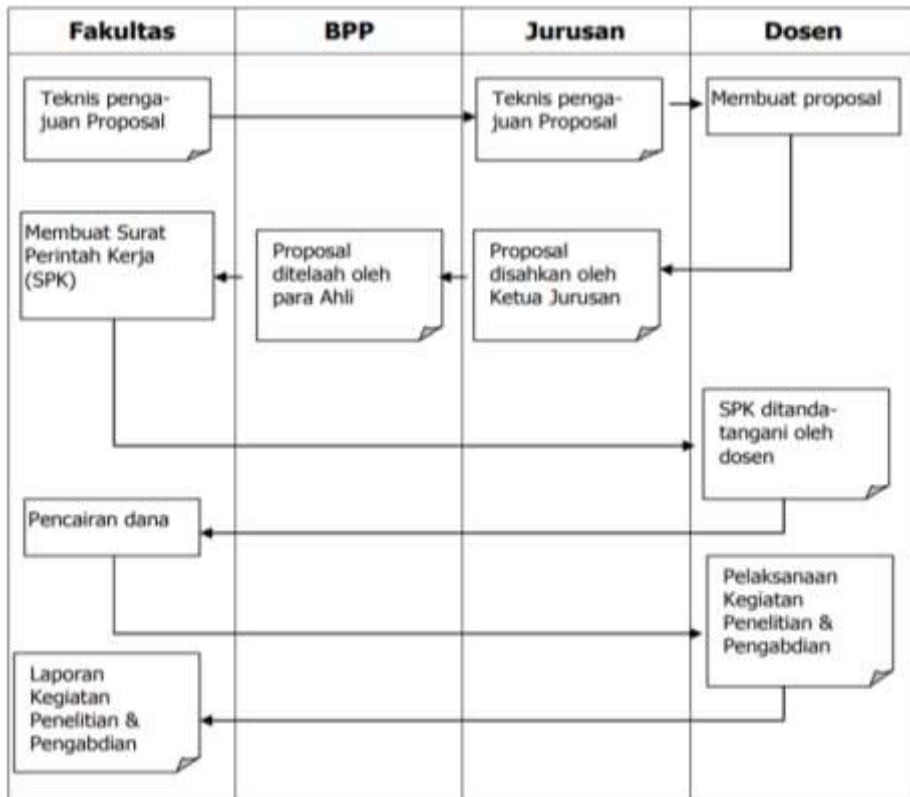 Fakultas BPP Jurusan Dosen
Teknis penga-
juan Proposal
Teknis penga-
juan Proposal
Membuat proposal
Membuat Surat
Perintah Kerja
(SPK)
Proposal
ditelaah oleh
para Ahli
Proposal
disahkan oleh
Ketua Jurusan
SPK ditanda-
tangani oleh
dosen
Pencairan dana
Pelaksanaan
Kegiatan
Penelitian &
Pengabdian
Laporan
Kegiatan
Penelitian &
Pengabdian